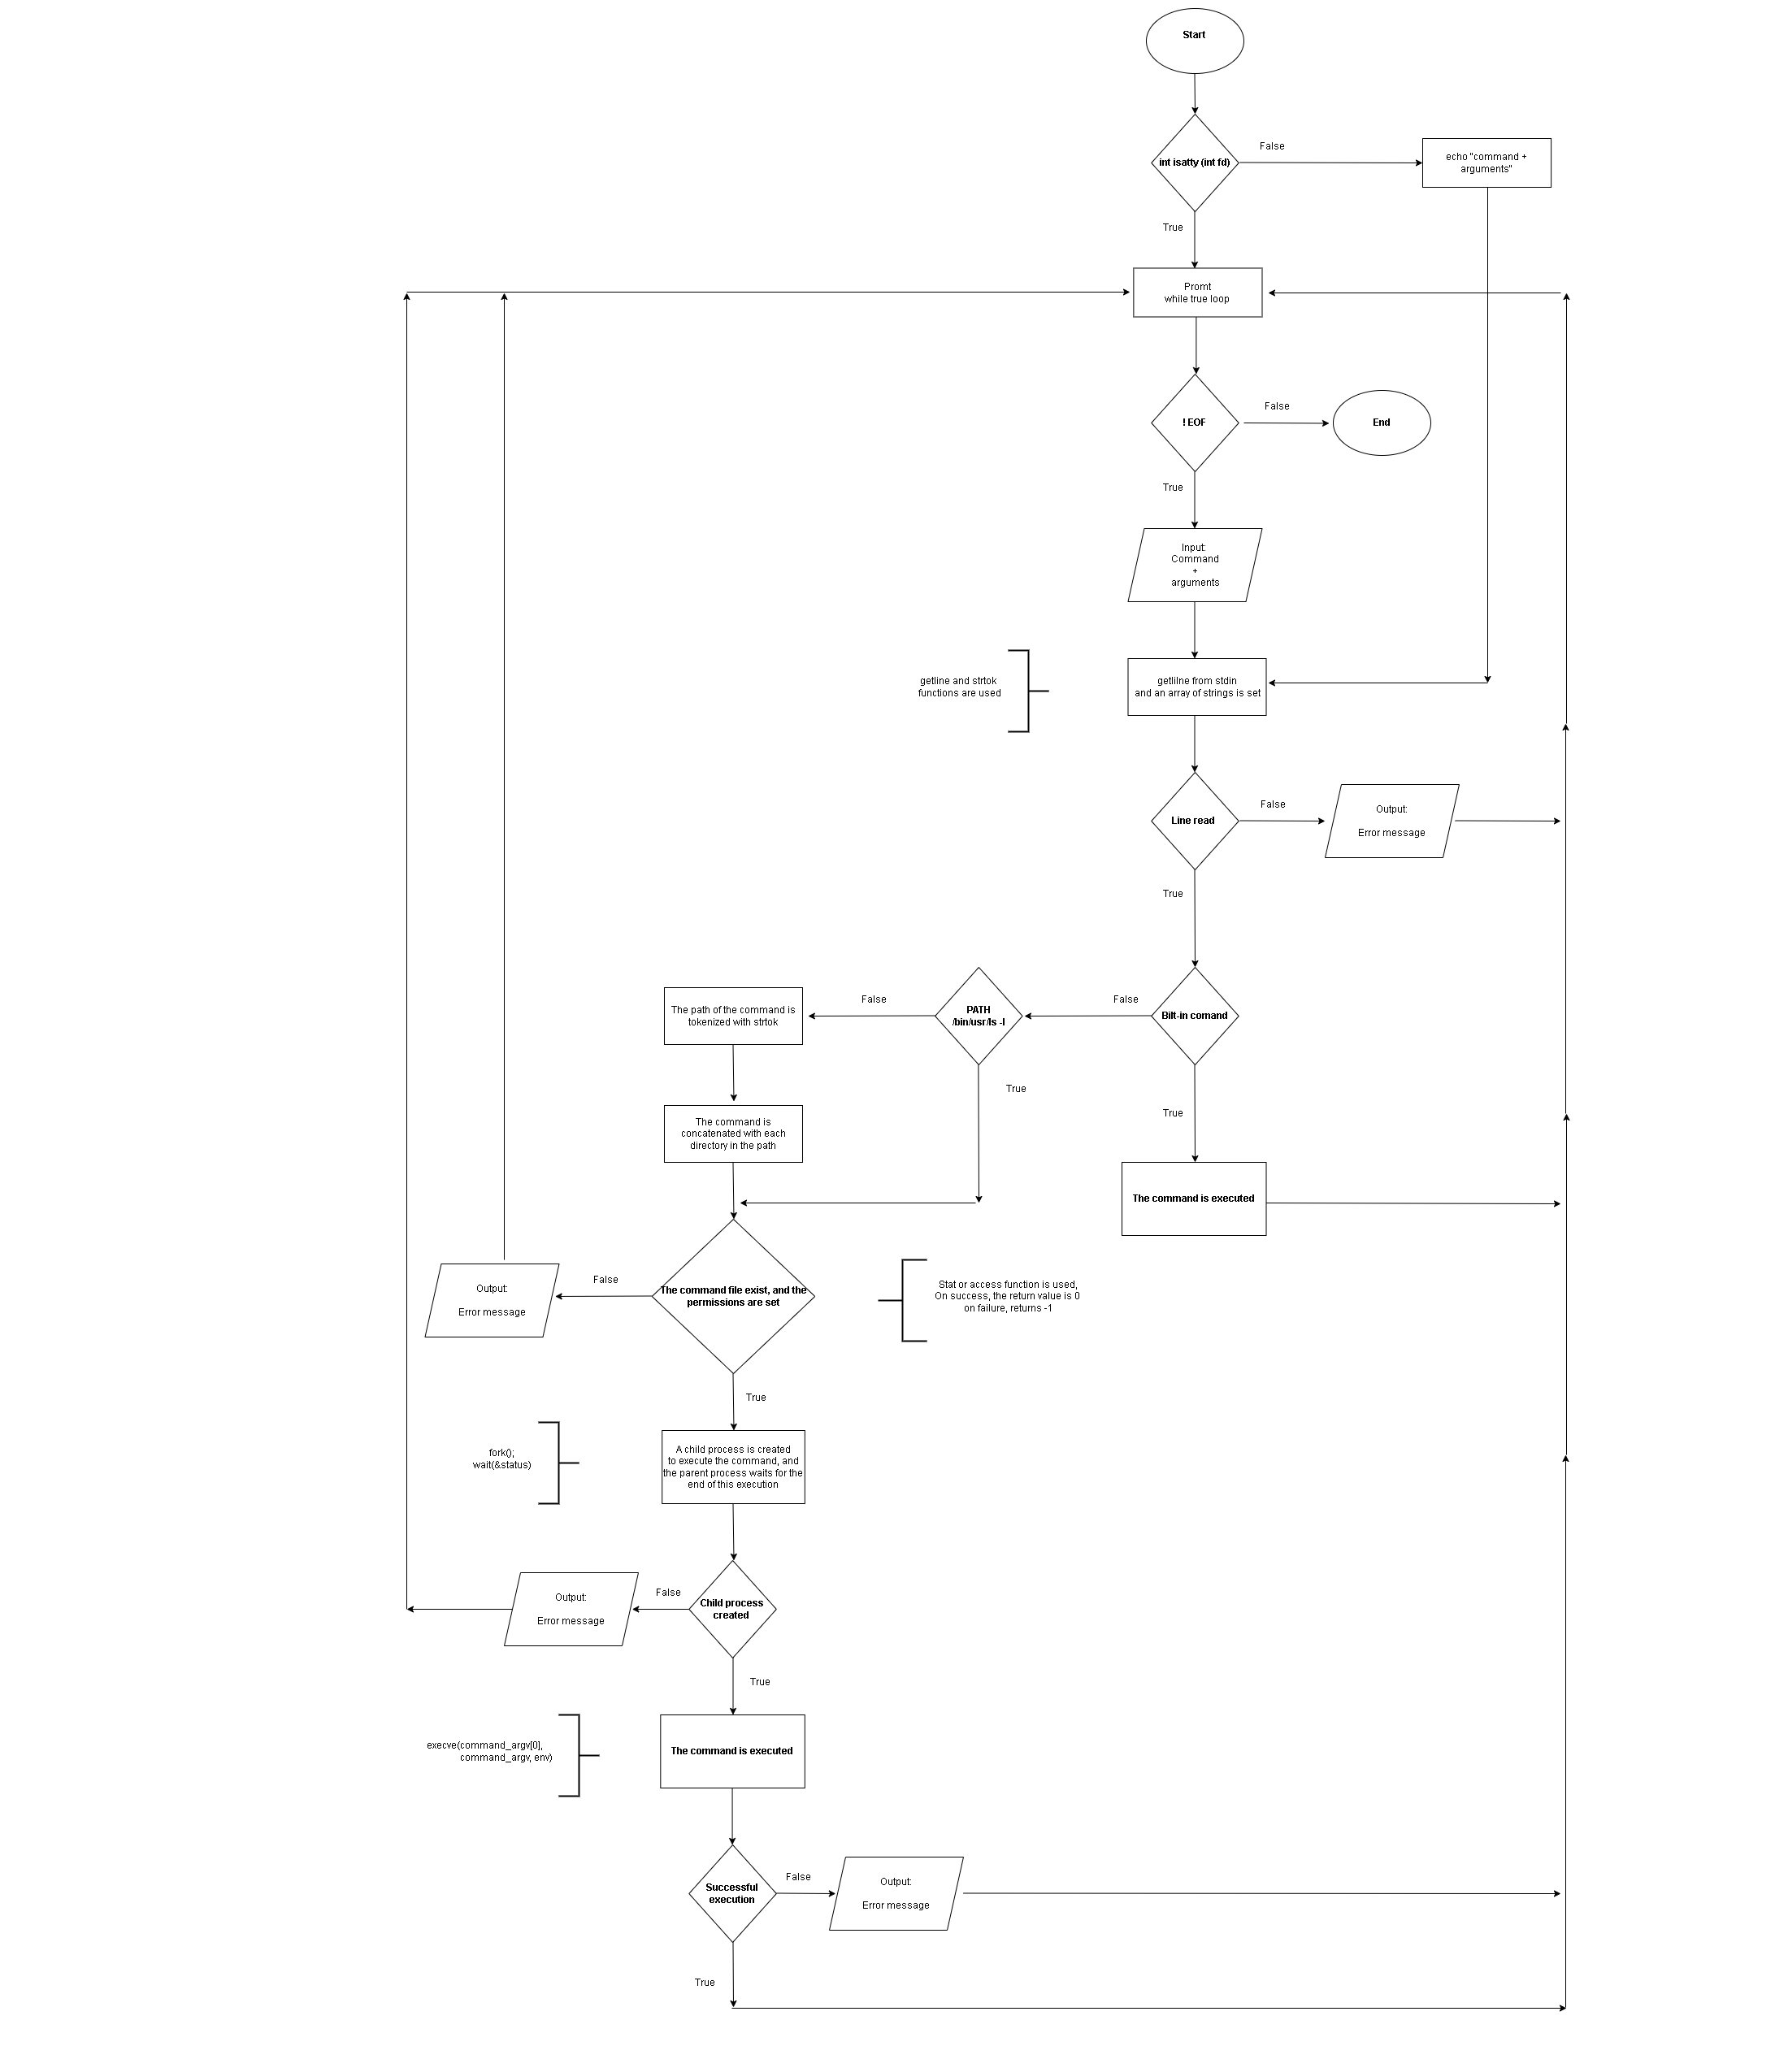 Start
int isatty (int fd)
False
echo "command +
arguments"
True
Promt
while true loop
! EOF
False
End
True
Input:
Command
+
arguments
getline and strtok
functions are used
getlilne from stdin
and an array of strings is set
Line read
False
Output:
Error message
True
The path of the command is
tokenized with strtok
False
PATH
/bin/usr/ls -l
False
Bilt-in comand
True
True
The command is
concatenated with each
directory in the path
The command is executed
Output:
Error message
False
The command file exist, and the
permissions are set
Stat or access function is used,
On success, the return value is 0
on failure, returns -1
True
fork();
wait(&status)
A child process is created
to execute the command, and
the parent process waits for the
end of this execution
Output:
Error message
False
Child process
created
True
execve(command_argv[0],
command_argv, env)
The command is executed
Successful
execution
False
Output:
Error message
True